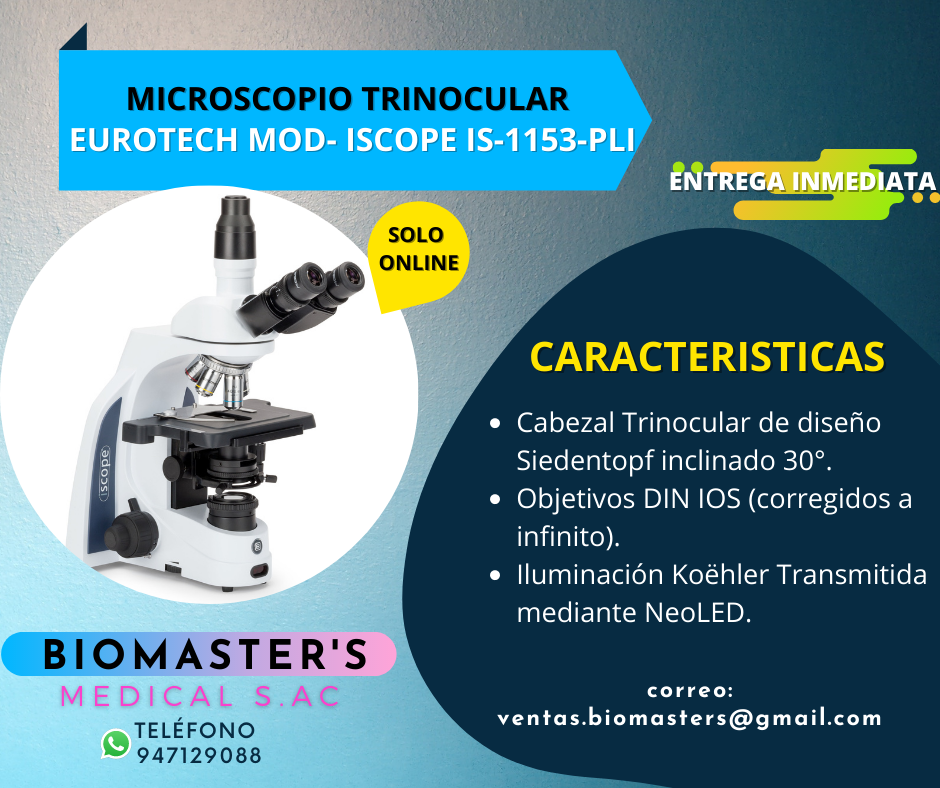 MICROSCOPIO TRINOCULAR
EUROTECH MOD- ISCOPE IS-1153-PLI
ENTREGA INMEDIATA
SOLO
ONLINE
iscope
CARACTERISTICAS
• Cabezal Trinocular de diseño
Siedentopf inclinado 30°.
• Objetivos DIN IOS (corregidos a
infinito).
• Iluminación Koëhler Transmitida
mediante NeoLED.
BIOMASTER'S
MEDICAL S.AC
TELÉFONO
947129088
correo:
ventas.biomasters@gmail.com